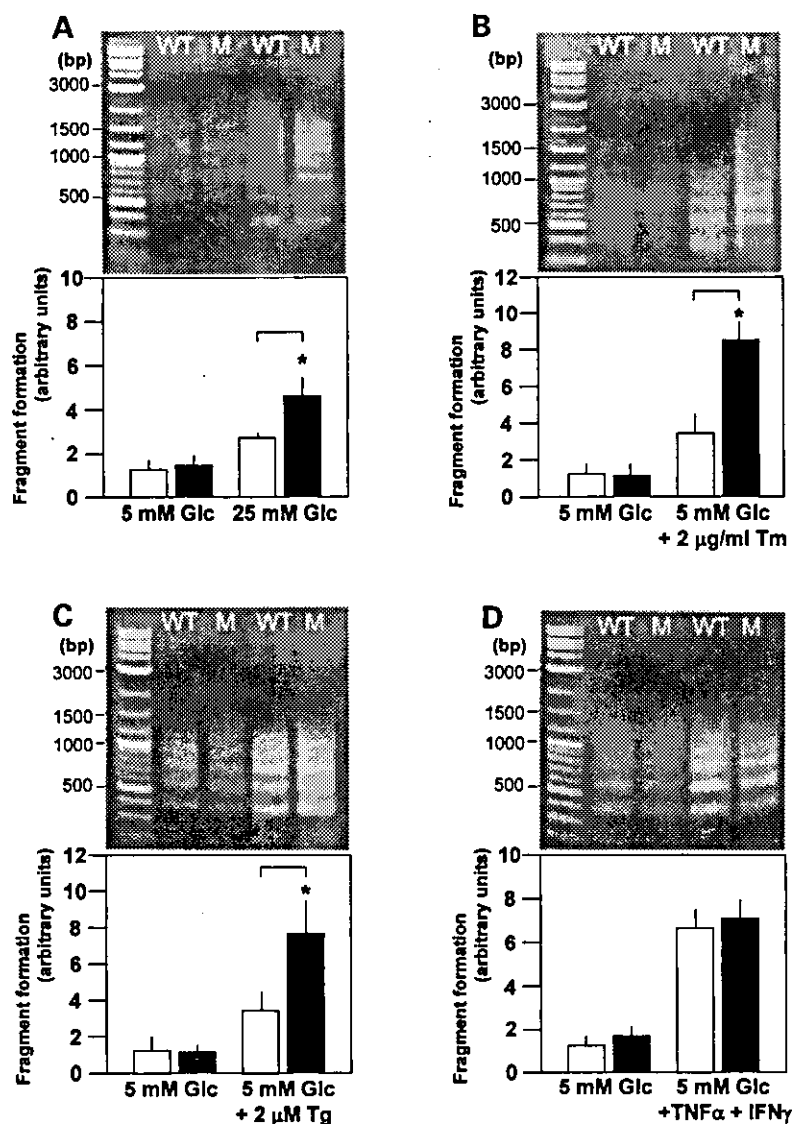 A
WT M WT M
(bp)
3000
1500
1000
500
10
8
6
4
2
0
Fragment formation
(arbitrary units)
*
5 mM Glc 25 mM Glc
B
WT M WT M
(bp)
3000
1500
1000
500
12
10
8
6
4
2
0
Fragment formation
(arbitrary units)
*
5 mM Glc 5 mM Glc
+ 2 μg/ml Tm
C
WT M WT M
(bp)
3000
1500
1000
500
12
10
8
6
4
2
0
Fragment formation
(arbitrary units)
*
5 mM Glc 5 mM Glc
+ 2 μM Tg
D
WT M WT M
(bp)
3000
1500
1000
500
10
8
6
4
2
0
Fragment formation
(arbitrary units)
5 mM Glc 5 mM Glc
+TNFα + IFNγ